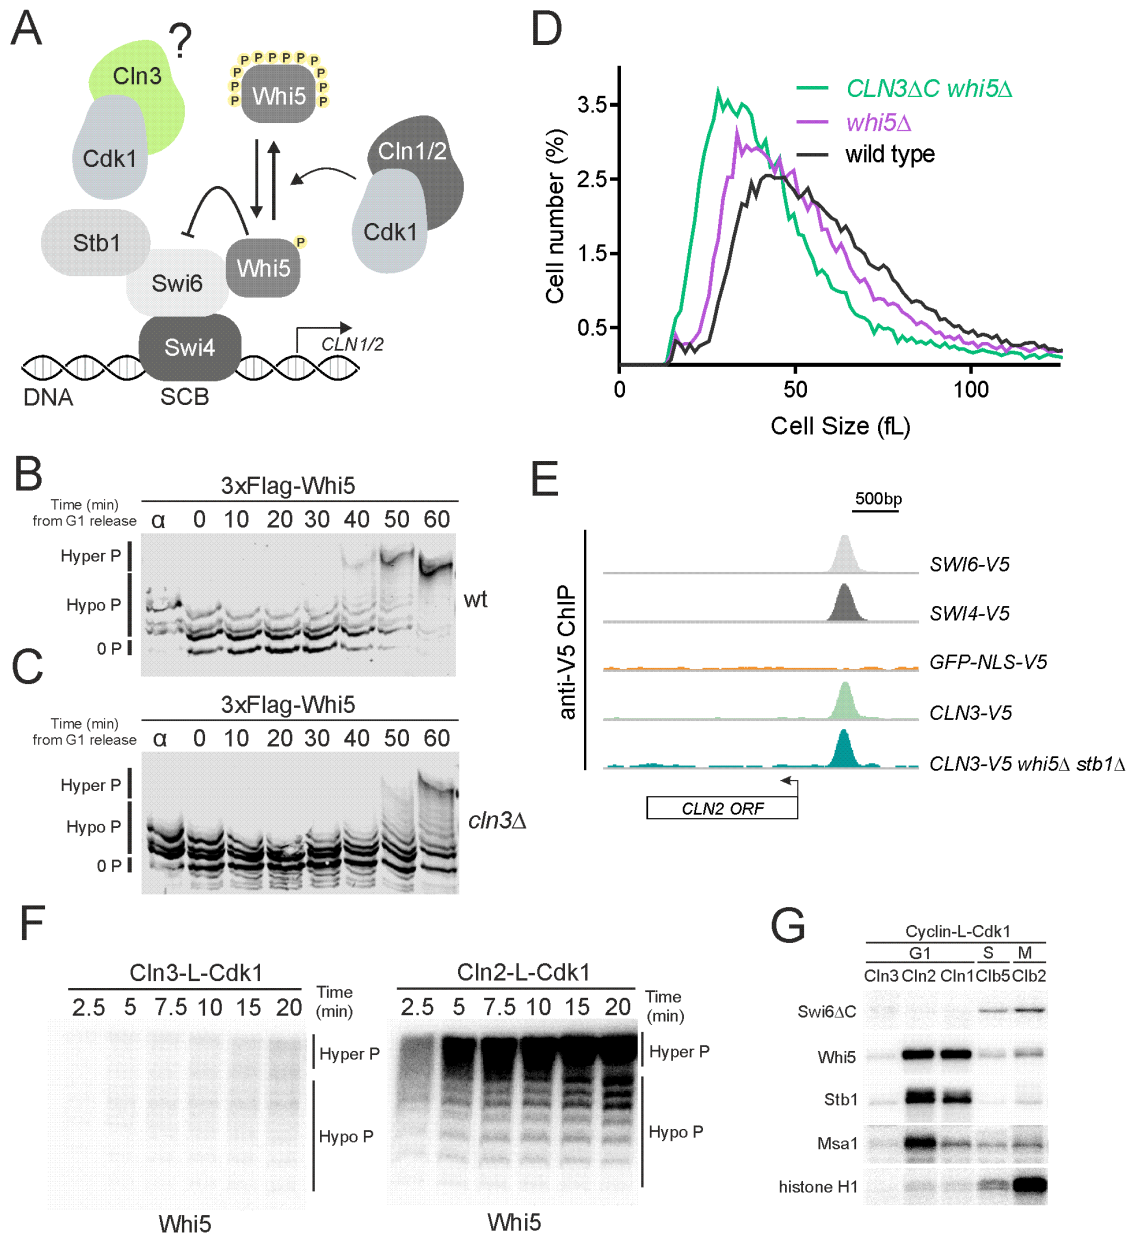 A
?
Cln3
Cdk1
P P P P P P P P P P P P
Whi5
Cln1/2
Cdk1
Stb1
Swi6
Whi5
P
Swi4
CLN1/2
DNA
SCB
D
CLN3ΔC whi5Δ
whi5Δ
wild type
3.5
2.5
1.5
0.5
Cell number (%)
0 50 100
Cell Size (fL)
B
3xFlag-Whi5
Time (min)
from G1 release
α 0 10 20 30 40 50 60
Hyper P
Hypo P
0 P
wt
C
3xFlag-Whi5
Time (min)
from G1 release
α 0 10 20 30 40 50 60
Hyper P
Hypo P
0 P
cln3Δ
E
500bp
anti-V5 ChIP
SWI6-V5
SWI4-V5
GFP-NLS-V5
CLN3-V5
CLN3-V5 whi5Δ stb1Δ
CLN2 ORF
F
Cln3-L-Cdk1
2.5 5 7.5 10 15 20
Time
(min)
Hyper P
Hypo P
Whi5
Cln2-L-Cdk1
2.5 5 7.5 10 15 20
Time
(min)
Hyper P
Hypo P
Whi5
G
Cyclin-L-Cdk1
G1 S M
Cln3 Cln2 Cln1 Clb5 Clb2
Swi6ΔC
Whi5
Stb1
Msa1
histone H1